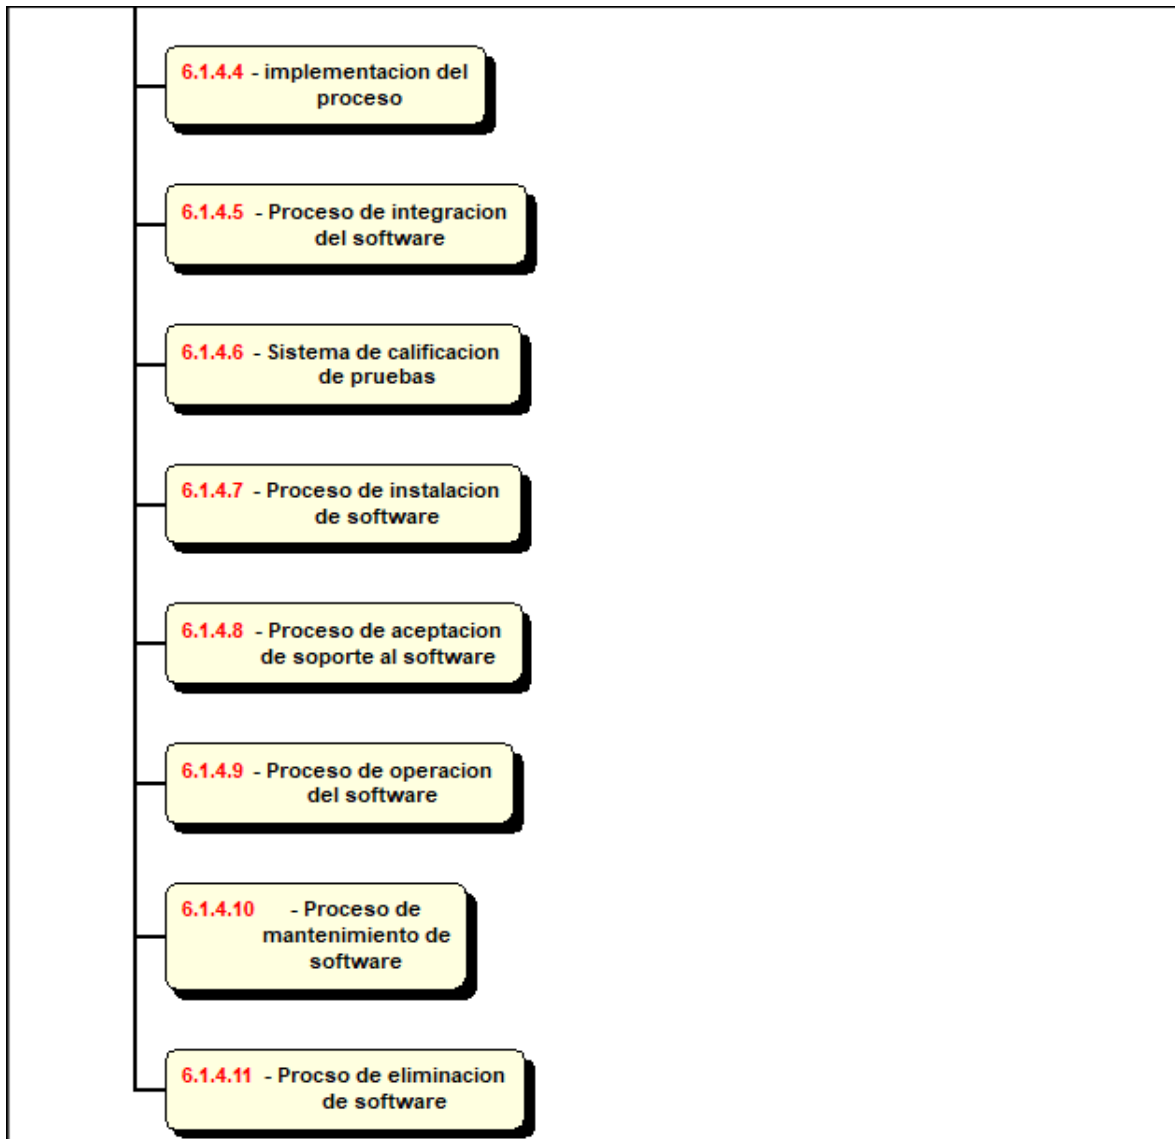 6.1.4.4 - implementacion del
proceso
6.1.4.5 - Proceso de integracion
del software
6.1.4.6 - Sistema de calificacion
de pruebas
6.1.4.7 - Proceso de instalacion
de software
6.1.4.8 - Proceso de aceptacion
de soporte al software
6.1.4.9 - Proceso de operacion
del software
6.1.4.10 - Proceso de
mantenimiento de
software
6.1.4.11 - Procso de eliminacion
de software